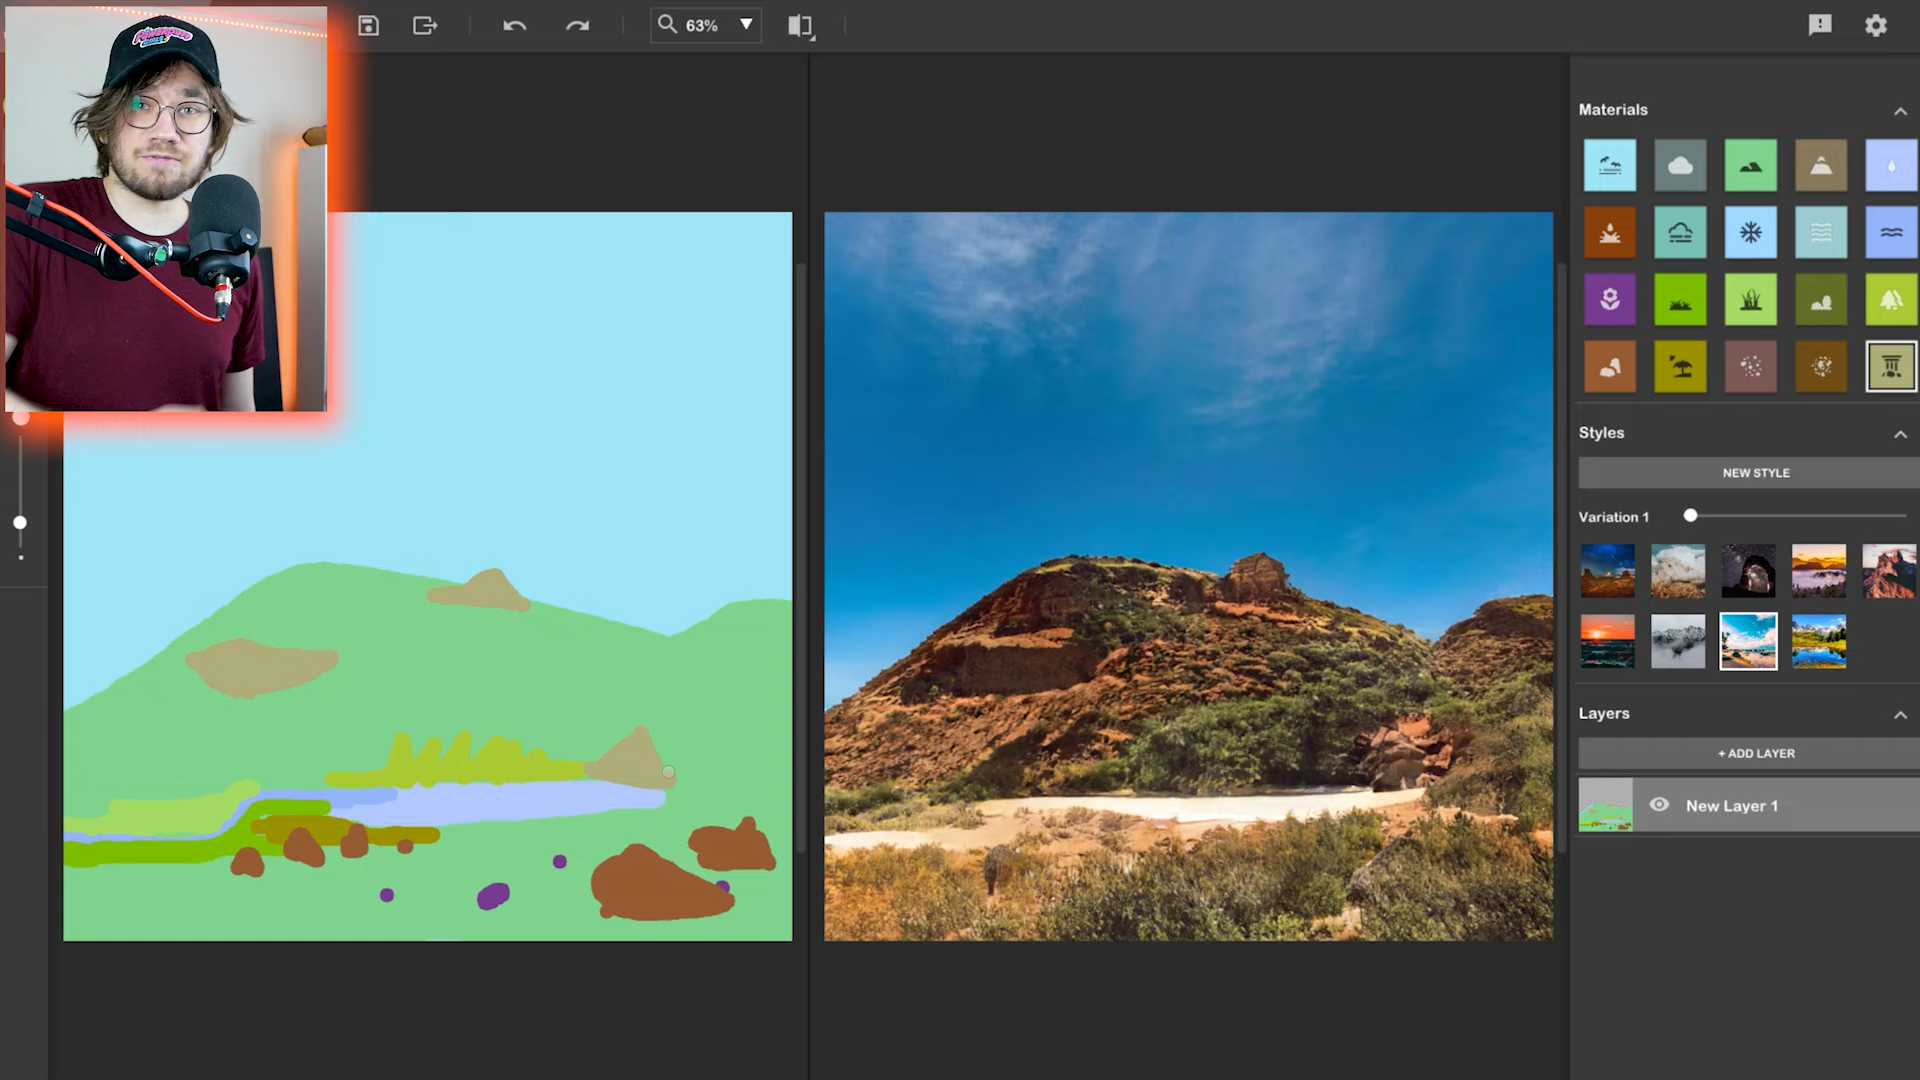 63%
Materials
Styles
NEW STYLE
Variation 1
Layers
+ ADD LAYER
New Layer 1